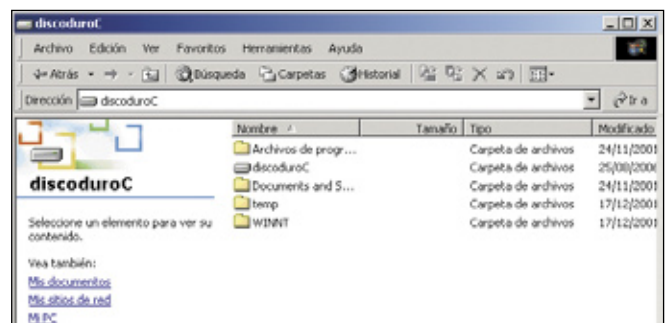 discoduroC
Archivo Edición Ver Favoritos Herramientas Ayuda
Atrás Búsqueda Carpetas Historial
Dirección discoduroC Ir a
Nombre Tamaño Tipo Modificado
Archivos de progr... Carpeta de archivos 24/11/2001
discoduroC Carpeta de archivos 25/08/2006
Documents and S... Carpeta de archivos 24/11/2001
temp Carpeta de archivos 17/12/2001
WINNT Carpeta de archivos 17/12/2001
discoduroC
Seleccione un elemento para ver su
contenido.
Vea también:
Mis documentos
Mis sitios de red
Mi PC